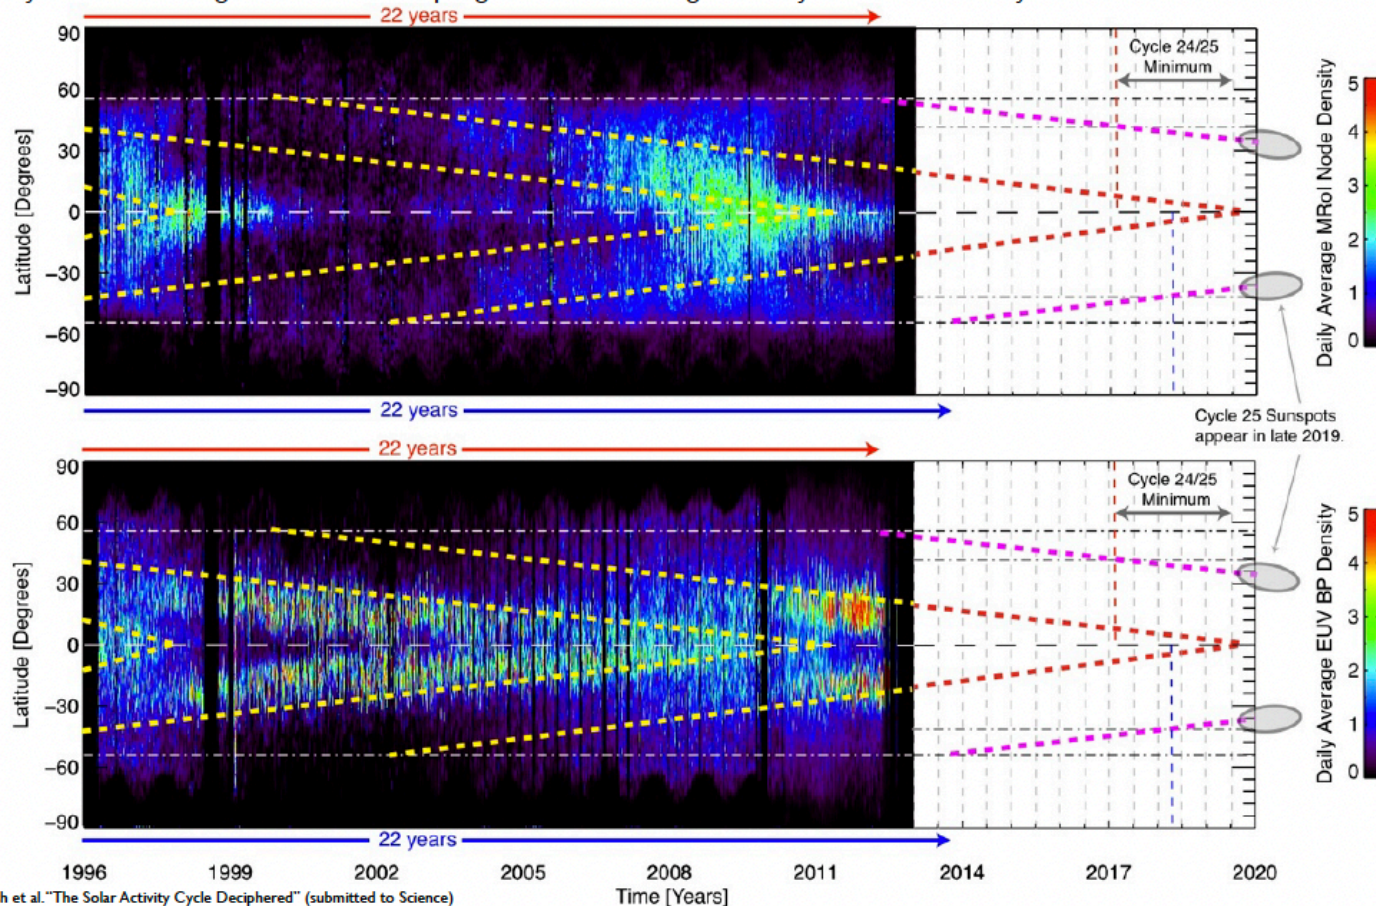 22 years
90
60
30
0
−30
−60
−90
Latitude [Degrees]
Cycle 24/25
Minimum
5
4
3
2
1
0
Daily Average MRoI Node Density
22 years
Cycle 25 Sunspots
appear in late 2019.
22 years
90
60
30
0
−30
−60
−90
Latitude [Degrees]
Cycle 24/25
Minimum
5
4
3
2
1
0
Daily Average EUV BP Density
22 years
1996 1999 2002 2005 2008 2011 2014 2017 2020
Time [Years]
h et al. "The Solar Activity Cycle Deciphered" (submitted to Science)